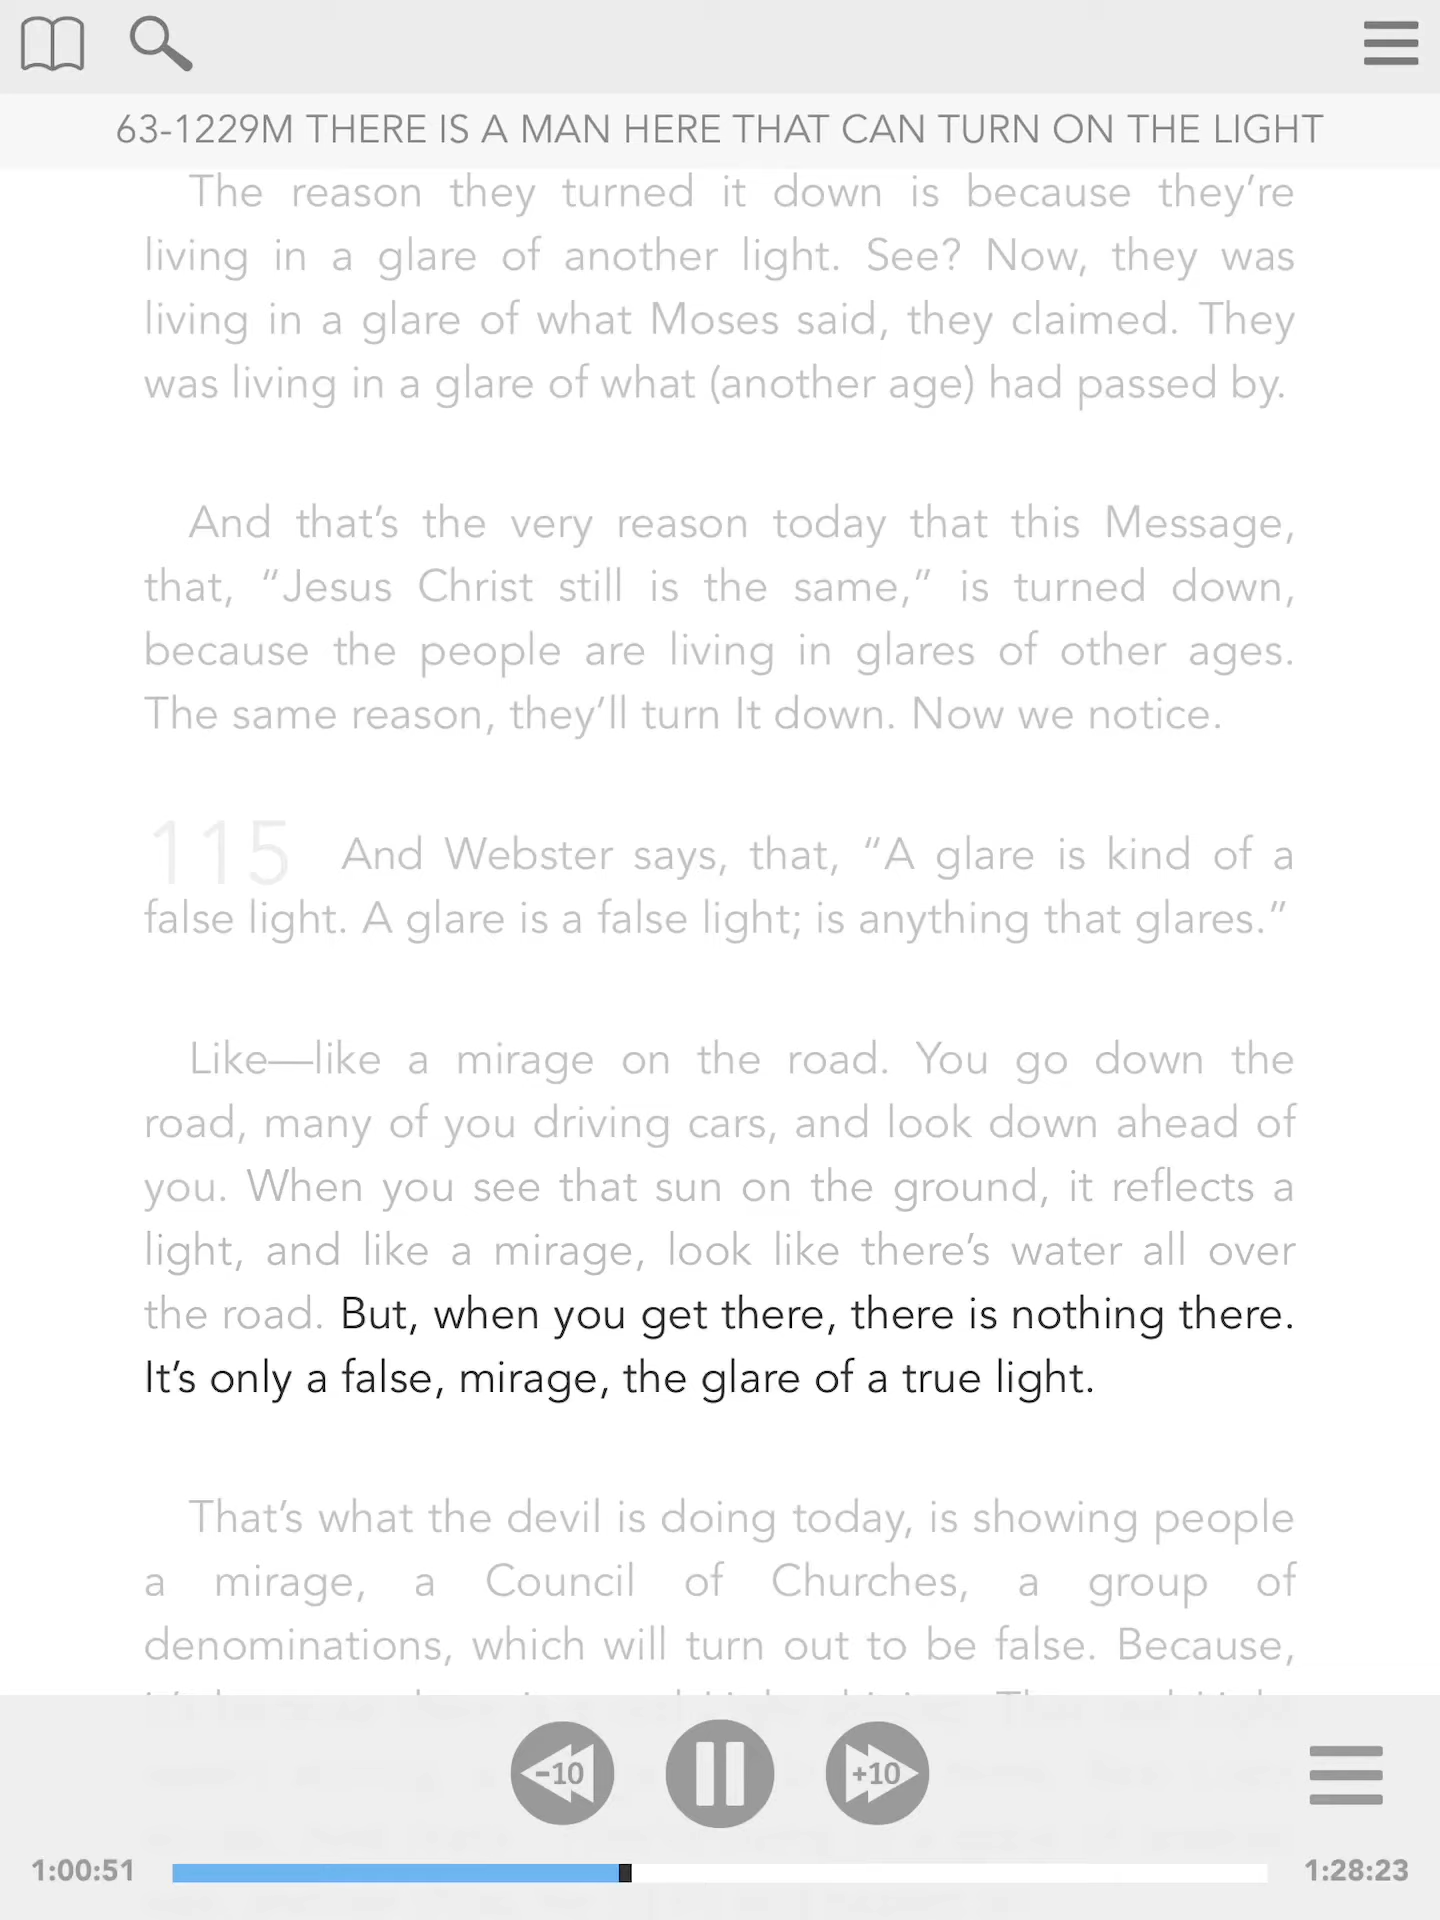 63-1229M THERE IS A MAN HERE THAT CAN TURN ON THE LIGHT
The reason they turned it down is because they’re
living in a glare of another light. See? Now, they was
living in a glare of what Moses said, they claimed. They
was living in a glare of what (another age) had passed by.
And that’s the very reason today that this Message,
that, “Jesus Christ still is the same,” is turned down,
because the people are living in glares of other ages.
The same reason, they’ll turn It down. Now we notice.
115 And Webster says, that, “A glare is kind of a
false light. A glare is a false light; is anything that glares.”
Like—like a mirage on the road. You go down the
road, many of you driving cars, and look down ahead of
you. When you see that sun on the ground, it reflects a
light, and like a mirage, look like there’s water all over
the road. But, when you get there, there is nothing there.
It’s only a false, mirage, the glare of a true light.
That’s what the devil is doing today, is showing people
a mirage, a Council of Churches, a group of
denominations, which will turn out to be false. Because,
-10 +10
1:00:51 1:28:23